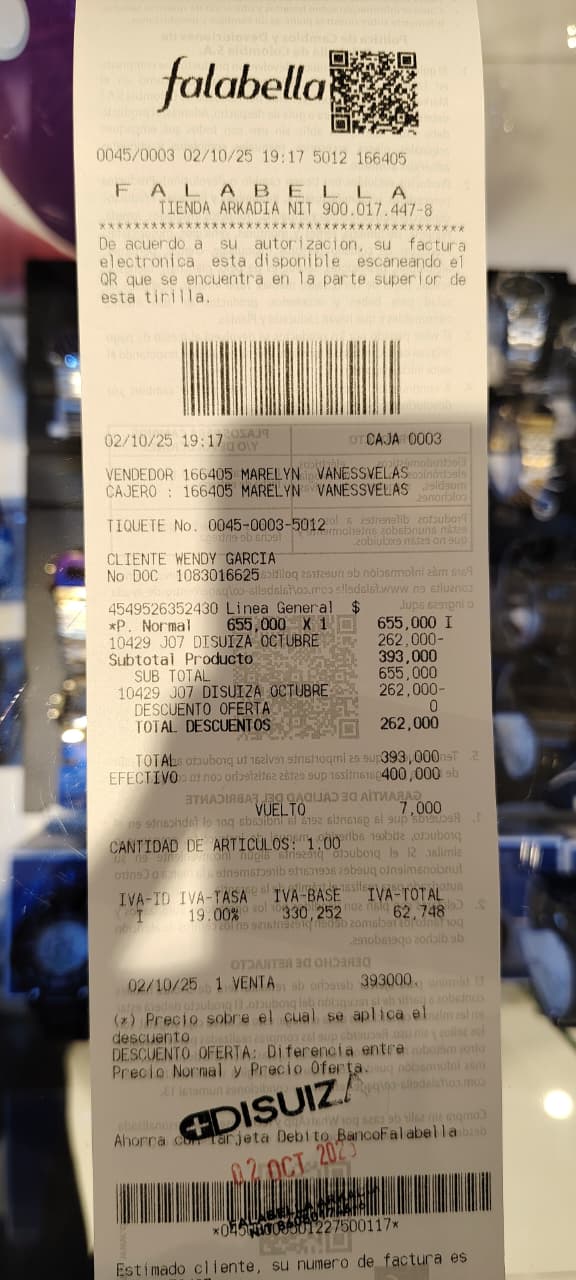 falabella
0045/0003 02/10/25 19:17 5012 166405
F A L A B E L L A
TIENDA ARKADIA NIT 900.017.447-8
De acuerdo a su autorizacion, su factura
electronica esta disponible escaneando el
QR que se encuentra en la parte superior de
esta tirilla.
02/10/25 19:17 CAJA 0003
VENDEDOR 166405 MARELYN VANESSVELAS
CAJERO : 166405 MARELYN VANESSVELAS
TIQUETE No. 0045-0003-5012
CLIENTE WENDY GARCIA
No DOC 1083016625
4549526352430 Linea General $
*P. Normal 655,000 X 1 655,000 I
10429 J07 DISUIZA OCTUBRE 262,000-
Subtotal Producto 393,000
SUB TOTAL 655,000
10429 J07 DISUIZA OCTUBRE 262,000-
DESCUENTO OFERTA 0
TOTAL DESCUENTOS 262,000
TOTAL 393,000
EFECTIVO 400,000
VUELTO 7,000
CANTIDAD DE ARTICULOS: 1.00
IVA-ID IVA-TASA IVA-BASE IVA-TOTAL
I 19.00% 330,252 62,748
02/10/25 1 VENTA 393000.
(*) Precio sobre el cual se aplica el
descuento
DESCUENTO OFERTA: Diferencia entre
Precio Normal y Precio Oferta.
DISUIZ
Ahorra con Tarjeta Debito BancoFalabella
02 OCT 2025
Estimado cliente, su numero de factura es